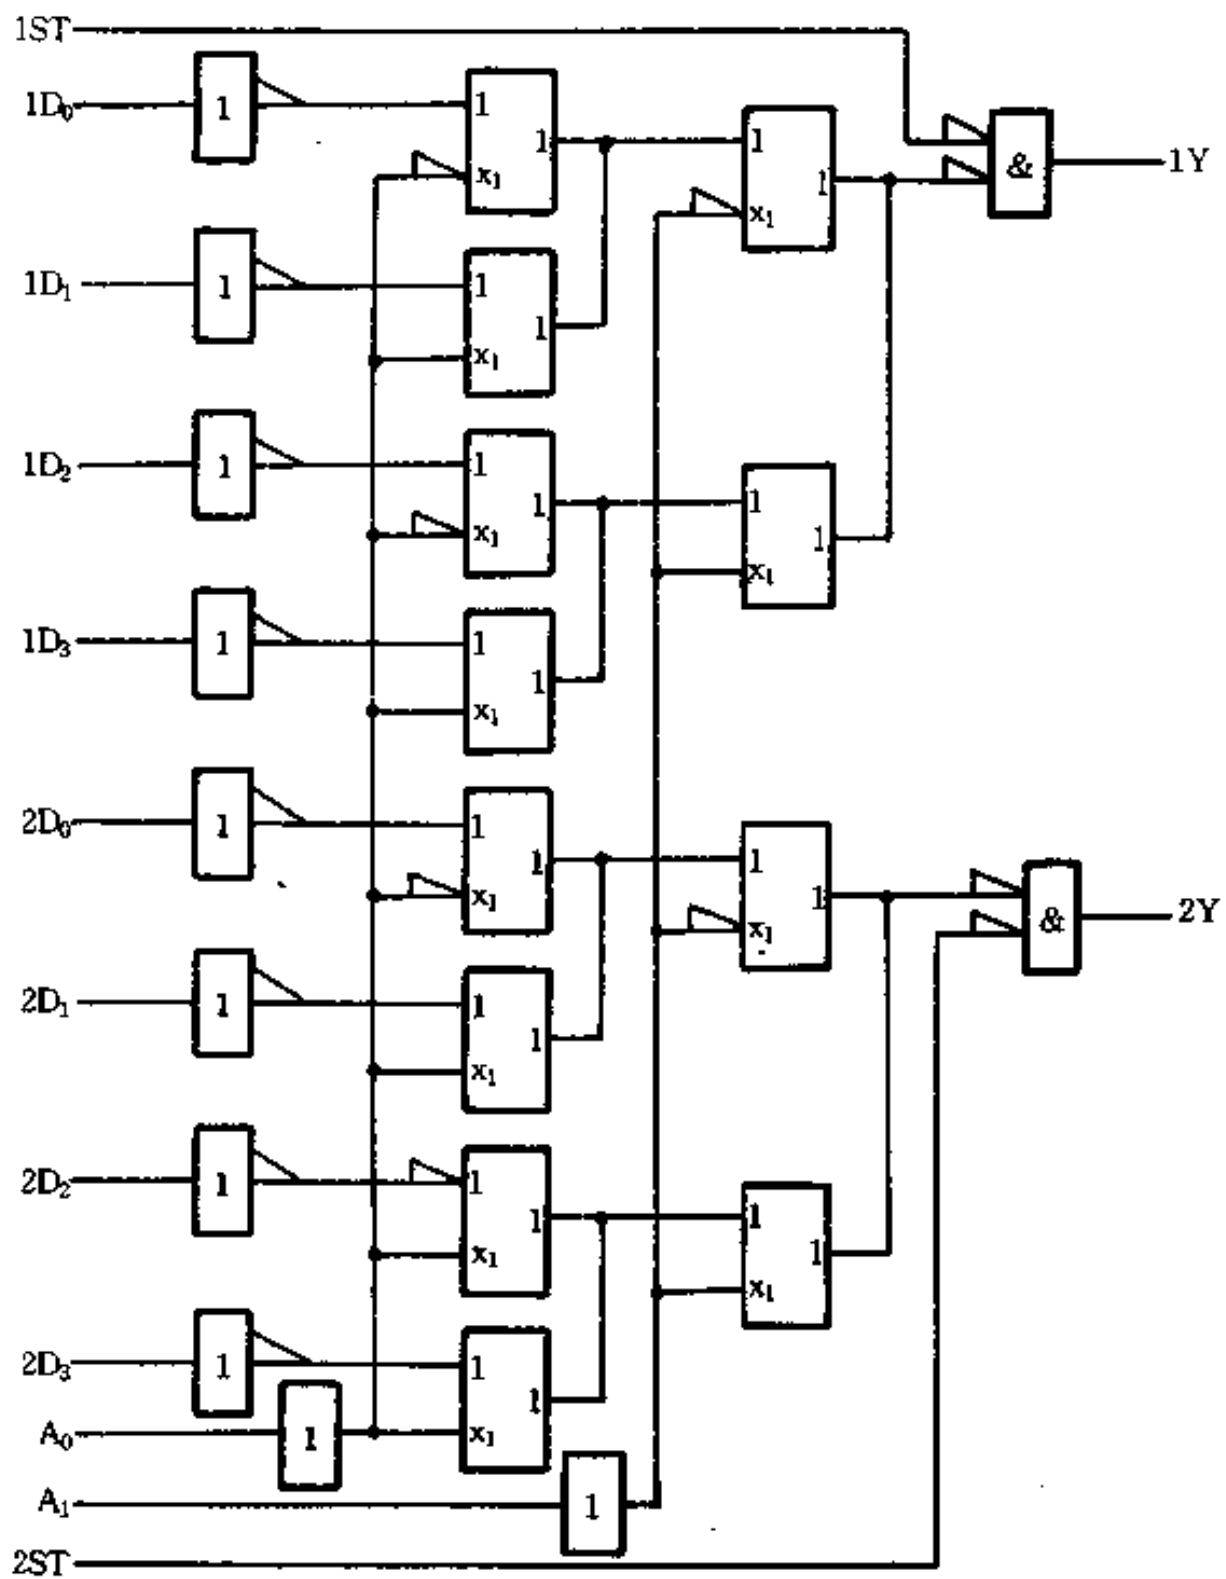 1ST
1D₀ 1 1 1 x₁ 1 1 x₁ & 1Y
1D₁ 1 1 1 x₁
1D₂ 1 1 1 x₁ 1 1 x₁
1D₃ 1 1 1 x₁
2D₀ 1 1 1 x₁ 1 1 x₁ & 2Y
2D₁ 1 1 1 x₁
2D₂ 1 1 1 x₁ 1 1 x₁
2D₃ 1 1 1 x₁
A₀ 1
A₁ 1
2ST